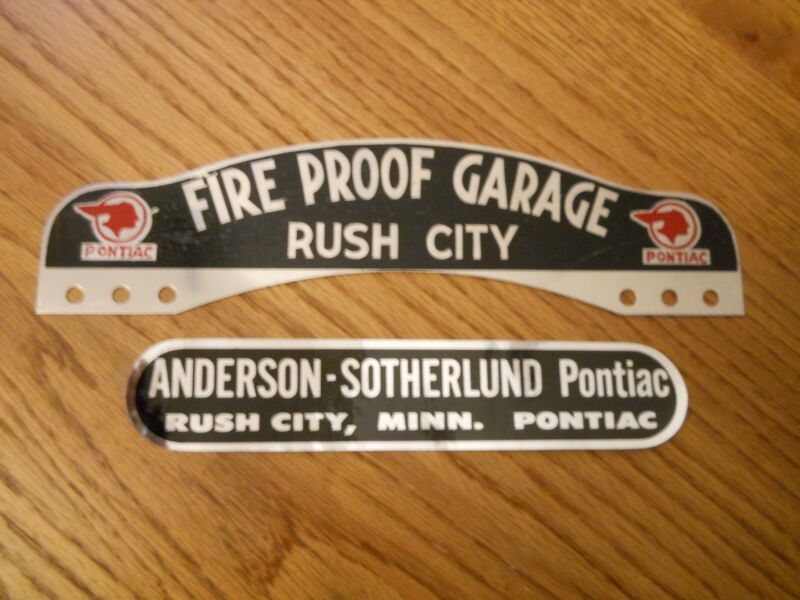 FIRE PROOF GARAGE
RUSH CITY
PONTIAC
PONTIAC
ANDERSON-SOTHERLUND Pontiac
RUSH CITY, MINN. PONTIAC